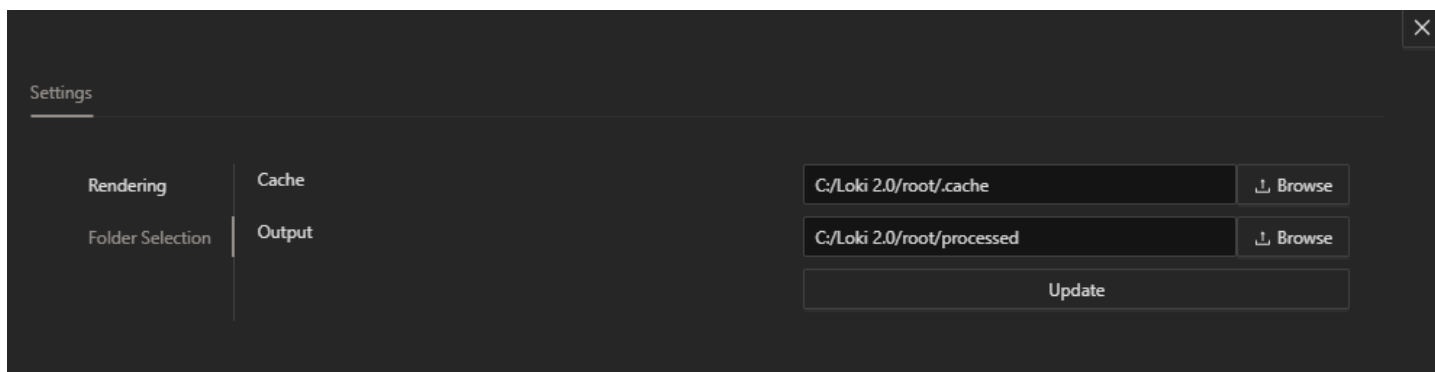 Settings
Rendering
Folder Selection
Cache
C:/Loki 2.0/root/.cache
Browse
Output
C:/Loki 2.0/root/processed
Browse
Update